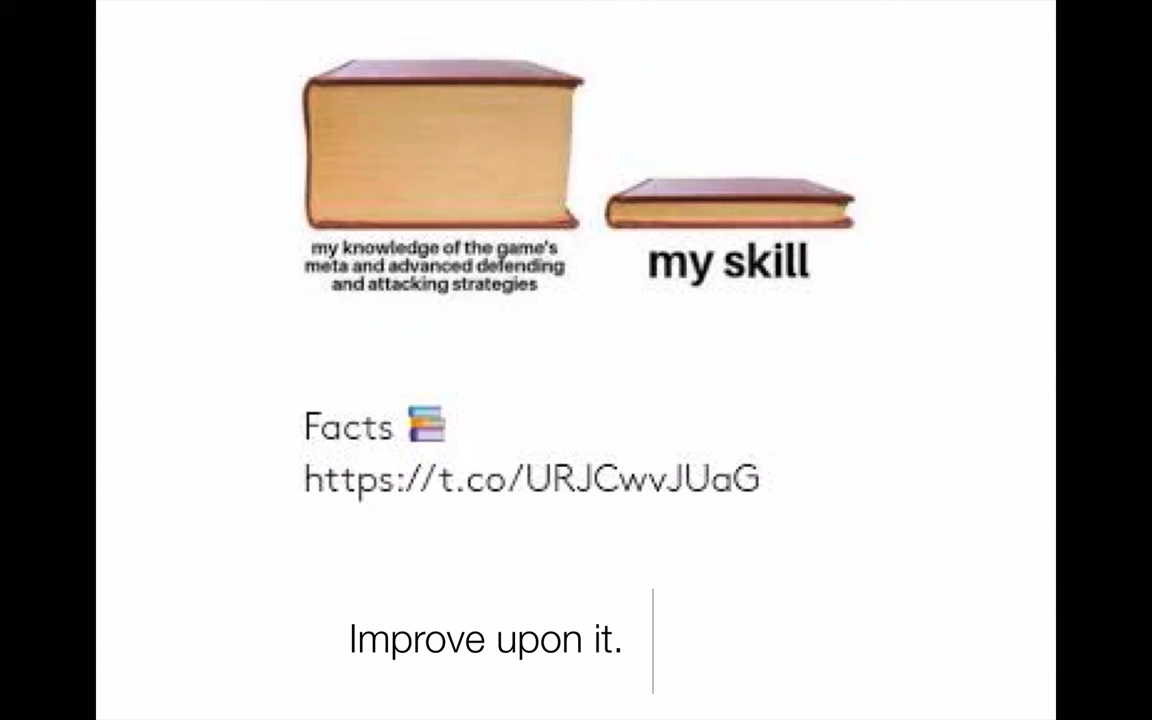 my knowledge of the game's
meta and advanced defending
and attacking strategies
my skill
Facts 📚
https://t.co/URJCwvJUaG
Improve upon it.